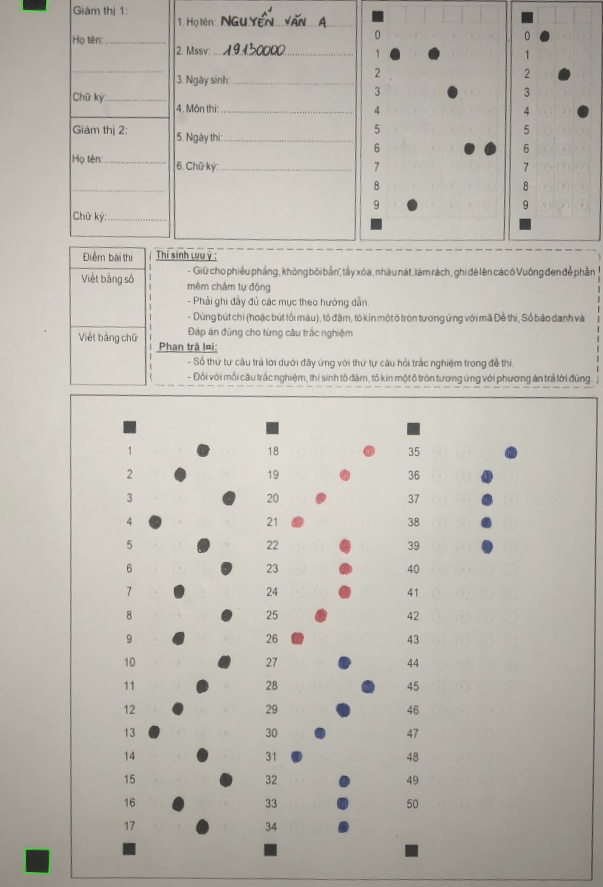 Giám thị 1:
Họ tên:
Chữ ký:
Giám thị 2:
Họ tên:
Chữ ký:
1. Họ tên: NGUYỄN VĂN A
2. Mssv: 19130000
3. Ngày sinh:
4. Môn thi:
5. Ngày thi:
6. Chữ ký:
0
1
2
3
4
5
6
7
8
9
0
1
2
3
4
5
6
7
8
9
Điểm bài thi
Viết bằng số
Viết bằng chữ
Thí sinh lưu ý:
- Giữ cho phiếu phẳng, không bôi bẩn, tẩy xóa, nhàu nát, làm rách, ghi đè lên các ô Vuông đen để phần
mềm chấm tự động
- Phải ghi đầy đủ các mục theo hướng dẫn.
- Dùng bút chì (hoặc bút tối màu), tô đậm, tô kín một ô tròn tương ứng với mã Đề thi, Số báo danh và
Đáp án đúng cho từng câu trắc nghiệm
Phần trả lời:
- Số thứ tự câu trả lời dưới đây ứng với thứ tự câu hỏi trắc nghiệm trong đề thi.
- Đối với mỗi câu trắc nghiệm, thí sinh tô đậm, tô kín một ô tròn tương ứng với phương án trả lời đúng.
1
2
3
4
5
6
7
8
9
10
11
12
13
14
15
16
17
18
19
20
21
22
23
24
25
26
27
28
29
30
31
32
33
34
35
36
37
38
39
40
41
42
43
44
45
46
47
48
49
50